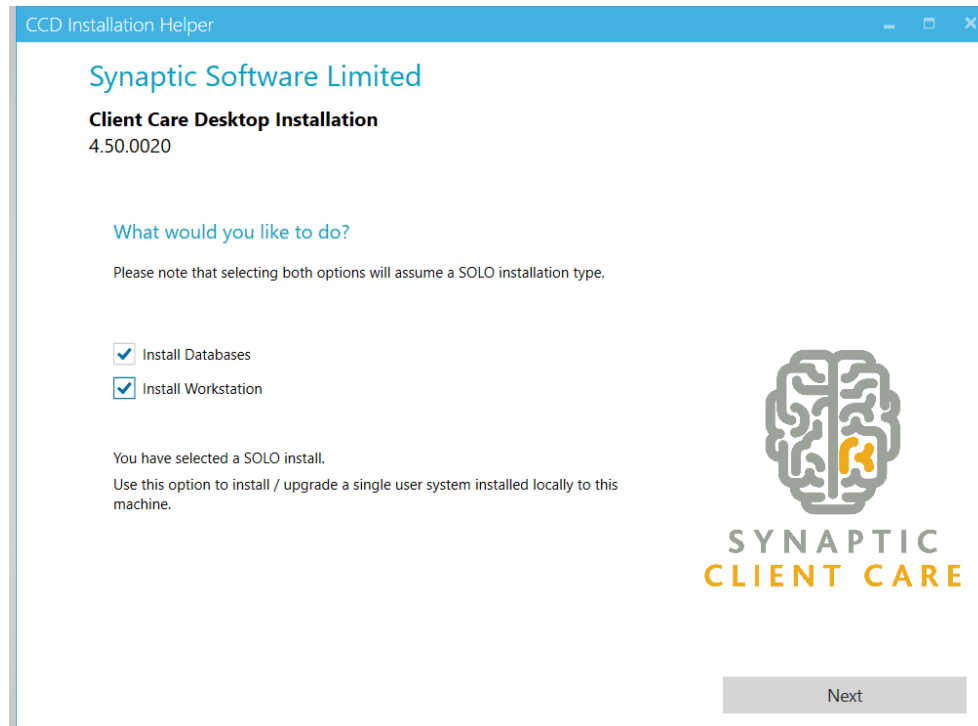 CCD Installation Helper
Synaptic Software Limited
Client Care Desktop Installation
4.50.0020
What would you like to do?
Please note that selecting both options will assume a SOLO installation type.
Install Databases
Install Workstation
You have selected a SOLO install.
Use this option to install / upgrade a single user system installed locally to this
machine.
SYNAPTIC
CLIENT CARE
Next